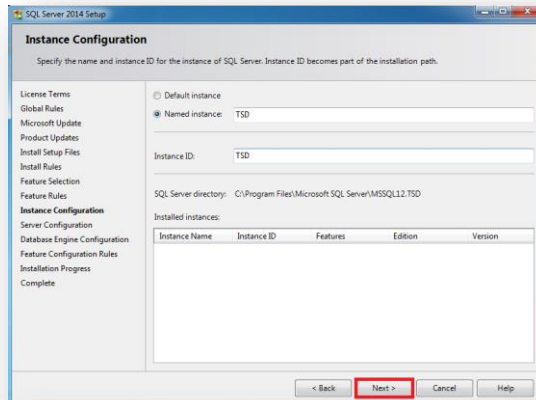 SQL Server 2014 Setup
Instance Configuration
Specify the name and instance ID for the instance of SQL Server. Instance ID becomes part of the installation path.
License Terms
Global Rules
Microsoft Update
Product Updates
Install Setup Files
Install Rules
Feature Selection
Feature Rules
Instance Configuration
Server Configuration
Database Engine Configuration
Feature Configuration Rules
Installation Progress
Complete
Default instance
Named instance: TSD
Instance ID: TSD
SQL Server directory: C:\Program Files\Microsoft SQL Server\MSSQL12.TSD
Installed instances:
Instance Name Instance ID Features Edition Version
< Back Next > Cancel Help